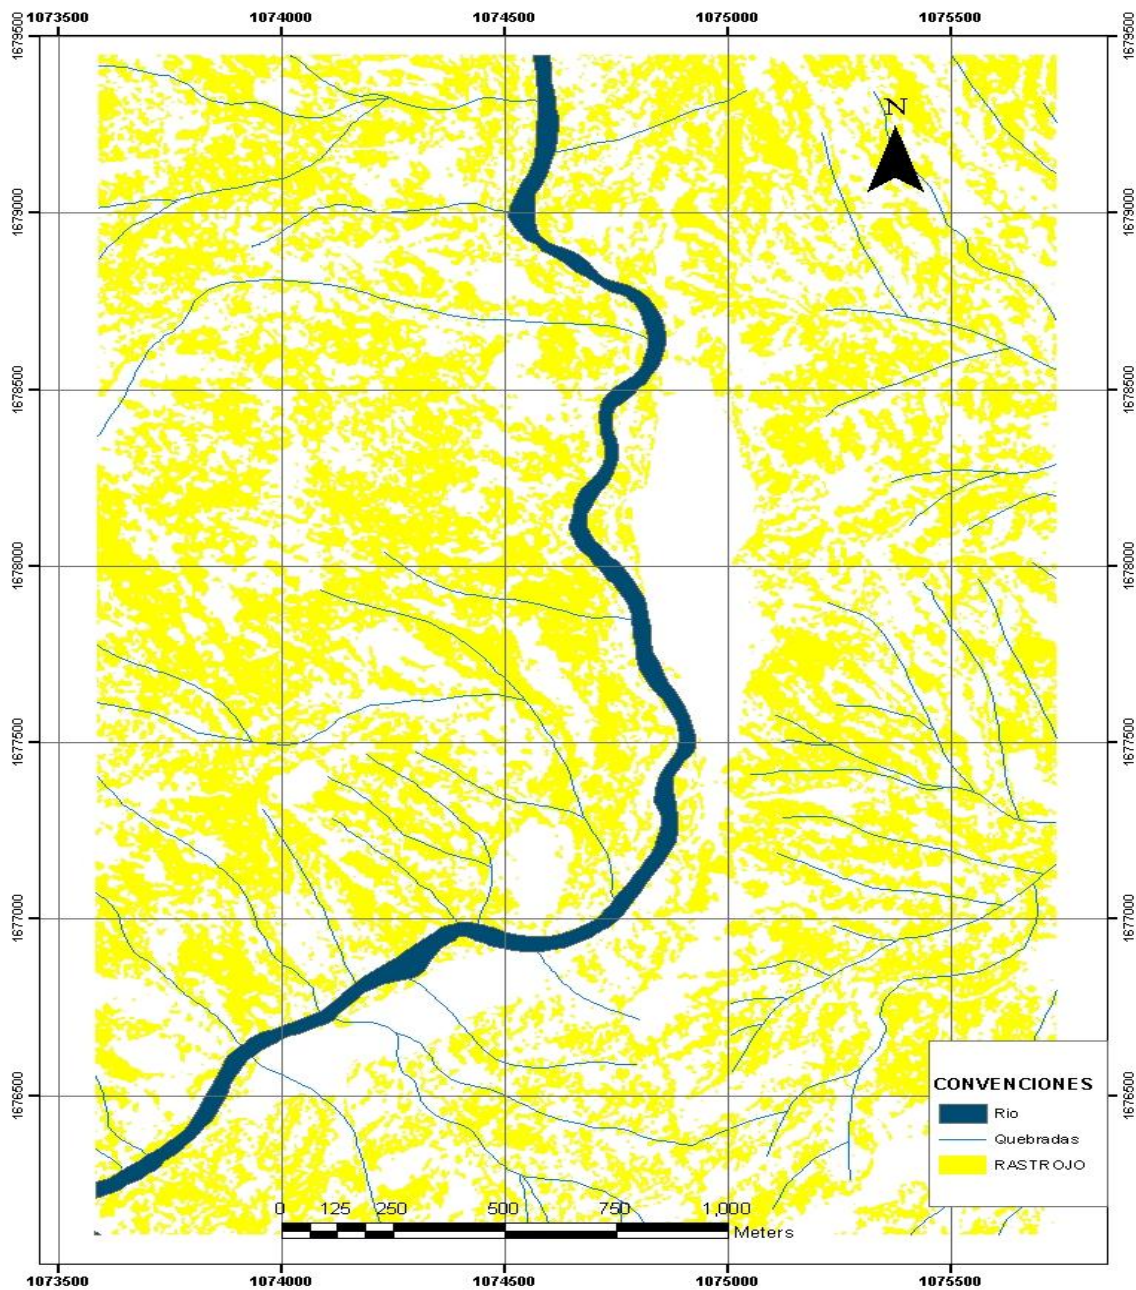 1073500 1074000 1074500 1075000 1075500
1679500 1679500
N
1679000 1679000
1678500 1678500
1678000 1678000
1677500 1677500
1677000 1677000
1676500 1676500
CONVENCIONES
Rio
Quebradas
RASTROJO
0 125 250 500 750 1,000
Meters
1073500 1074000 1074500 1075000 1075500